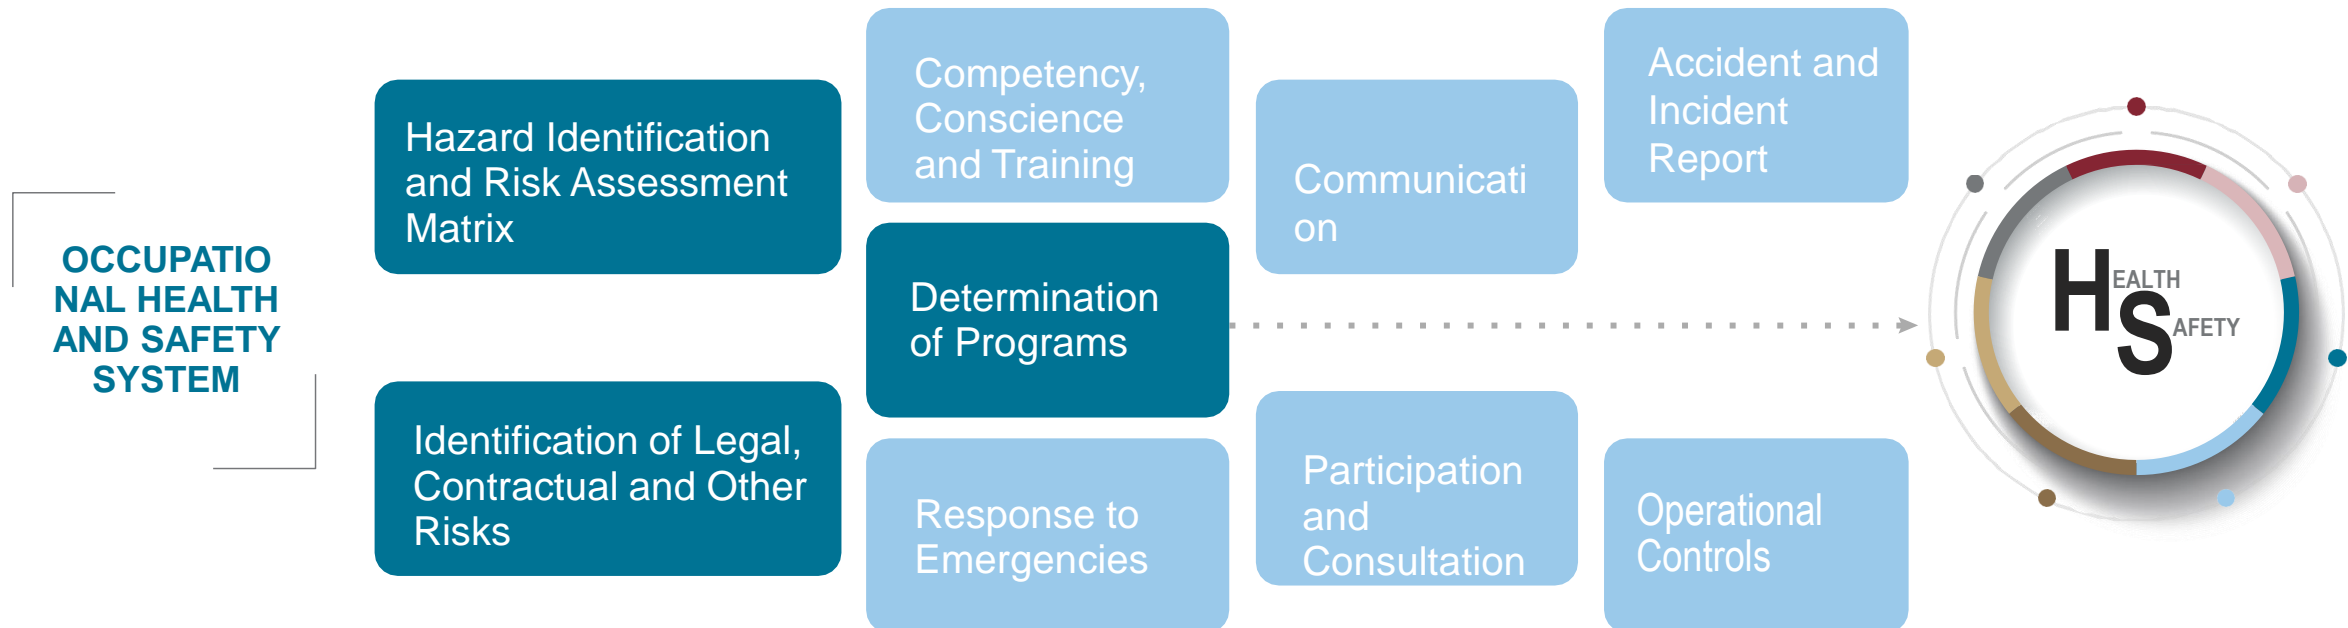 OCCUPATIO
NAL HEALTH
AND SAFETY
SYSTEM
Hazard Identification
and Risk Assessment
Matrix
Identification of Legal,
Contractual and Other
Risks
Competency,
Conscience
and Training
Determination
of Programs
Response to
Emergencies
Communicati
on
Participation
and
Consultation
Accident and
Incident
Report
Operational
Controls
HEALTH
SAFETY